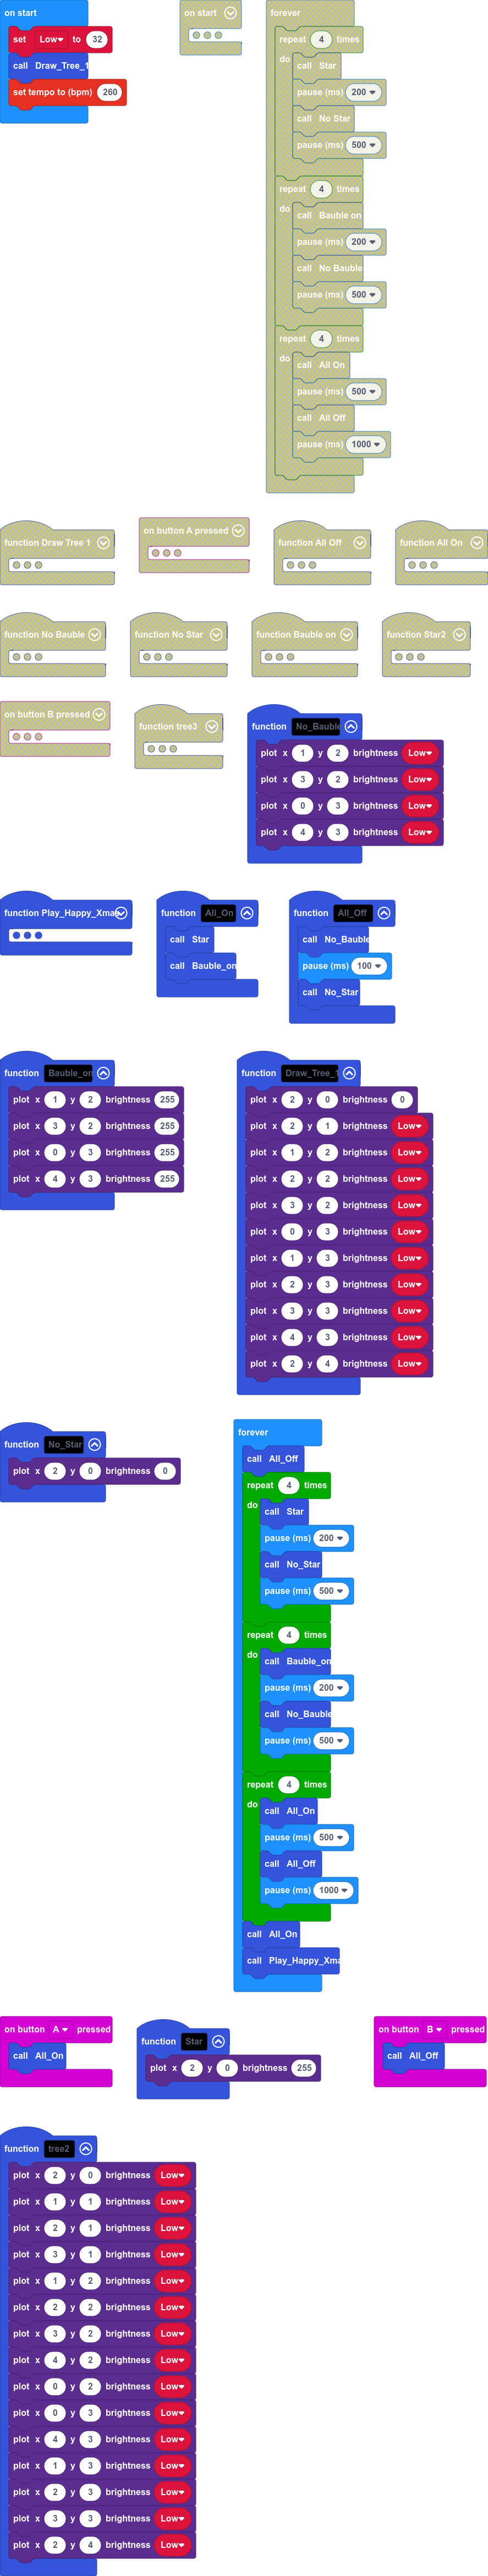 on start
set Low to 32
call Draw_Tree_1
set tempo to (bpm) 260
on start
forever
repeat 4 times
do
call Star
pause (ms) 200
call No Star
pause (ms) 500
repeat 4 times
do
call Bauble on
pause (ms) 200
call No Bauble
pause (ms) 500
repeat 4 times
do
call All On
pause (ms) 500
call All Off
pause (ms) 1000
function Draw Tree 1
on button A pressed
function All Off
function All On
function No Bauble
function No Star
function Bauble on
function Star2
on button B pressed
function tree3
function No_Bauble
plot x 1 y 2 brightness Low
plot x 3 y 2 brightness Low
plot x 0 y 3 brightness Low
plot x 4 y 3 brightness Low
function Play_Happy_Xmas
function All_On
call Star
call Bauble_on
function All_Off
call No_Bauble
pause (ms) 100
call No_Star
function Bauble_on
plot x 1 y 2 brightness 255
plot x 3 y 2 brightness 255
plot x 0 y 3 brightness 255
plot x 4 y 3 brightness 255
function Draw_Tree_1
plot x 2 y 0 brightness 0
plot x 2 y 1 brightness Low
plot x 1 y 2 brightness Low
plot x 2 y 2 brightness Low
plot x 3 y 2 brightness Low
plot x 0 y 3 brightness Low
plot x 1 y 3 brightness Low
plot x 2 y 3 brightness Low
plot x 3 y 3 brightness Low
plot x 4 y 3 brightness Low
plot x 2 y 4 brightness Low
function No_Star
plot x 2 y 0 brightness 0
forever
call All_Off
repeat 4 times
do
call Star
pause (ms) 200
call No_Star
pause (ms) 500
repeat 4 times
do
call Bauble_on
pause (ms) 200
call No_Bauble
pause (ms) 500
repeat 4 times
do
call All_On
pause (ms) 500
call All_Off
pause (ms) 1000
call All_On
call Play_Happy_Xma
on button A pressed
call All_On
function Star
plot x 2 y 0 brightness 255
on button B pressed
call All_Off
function tree2
plot x 2 y 0 brightness Low
plot x 1 y 1 brightness Low
plot x 2 y 1 brightness Low
plot x 3 y 1 brightness Low
plot x 1 y 2 brightness Low
plot x 2 y 2 brightness Low
plot x 3 y 2 brightness Low
plot x 4 y 2 brightness Low
plot x 0 y 2 brightness Low
plot x 0 y 3 brightness Low
plot x 4 y 3 brightness Low
plot x 1 y 3 brightness Low
plot x 2 y 3 brightness Low
plot x 3 y 3 brightness Low
plot x 2 y 4 brightness Low